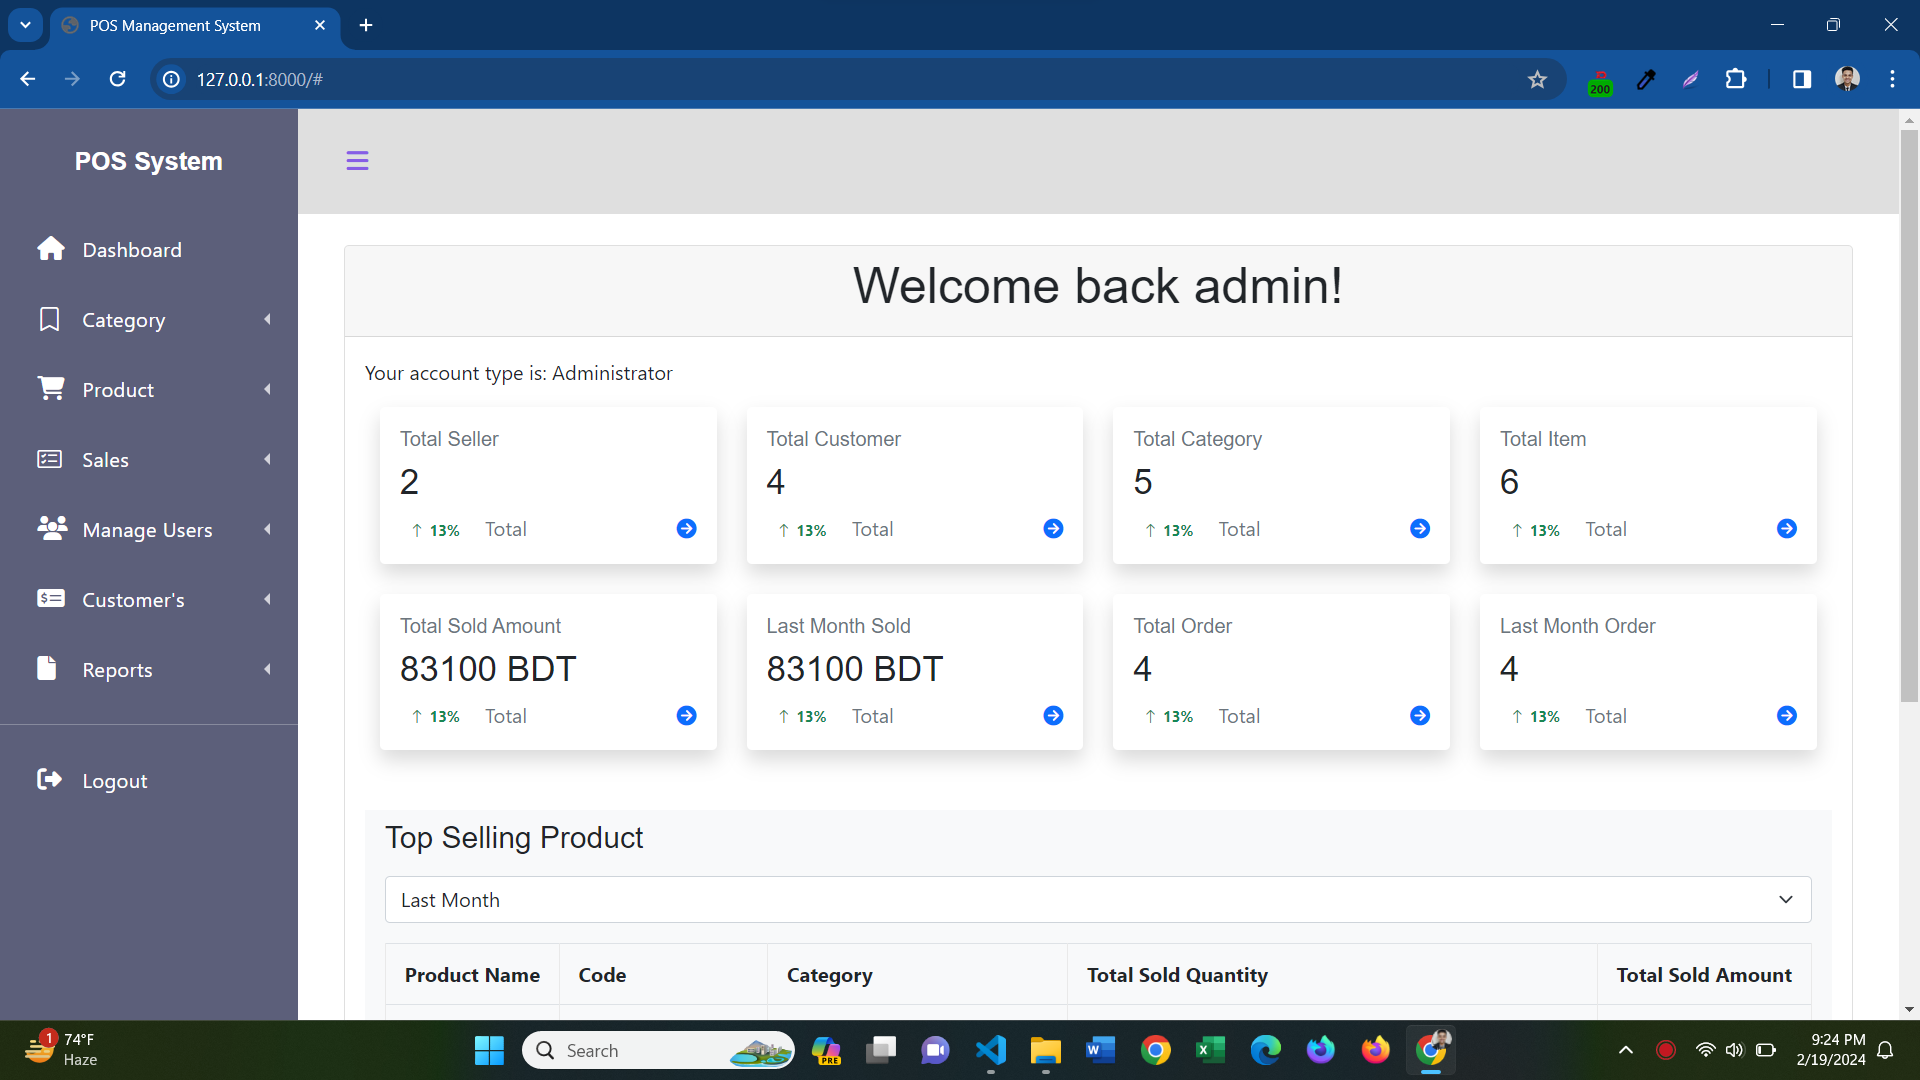 POS Management System
127.0.0.1:8000/#
200
POS System
Dashboard
Category
Product
Sales
Manage Users
Customer's
Reports
Logout
Welcome back admin!
Your account type is: Administrator
Total Seller
2
13% Total
Total Customer
4
13% Total
Total Category
5
13% Total
Total Item
6
13% Total
Total Sold Amount
83100 BDT
13% Total
Last Month Sold
83100 BDT
13% Total
Total Order
4
13% Total
Last Month Order
4
13% Total
Top Selling Product
Last Month
Product Name Code Category Total Sold Quantity Total Sold Amount
1
74°F
Haze
Search
PRE
9:24 PM
2/19/2024